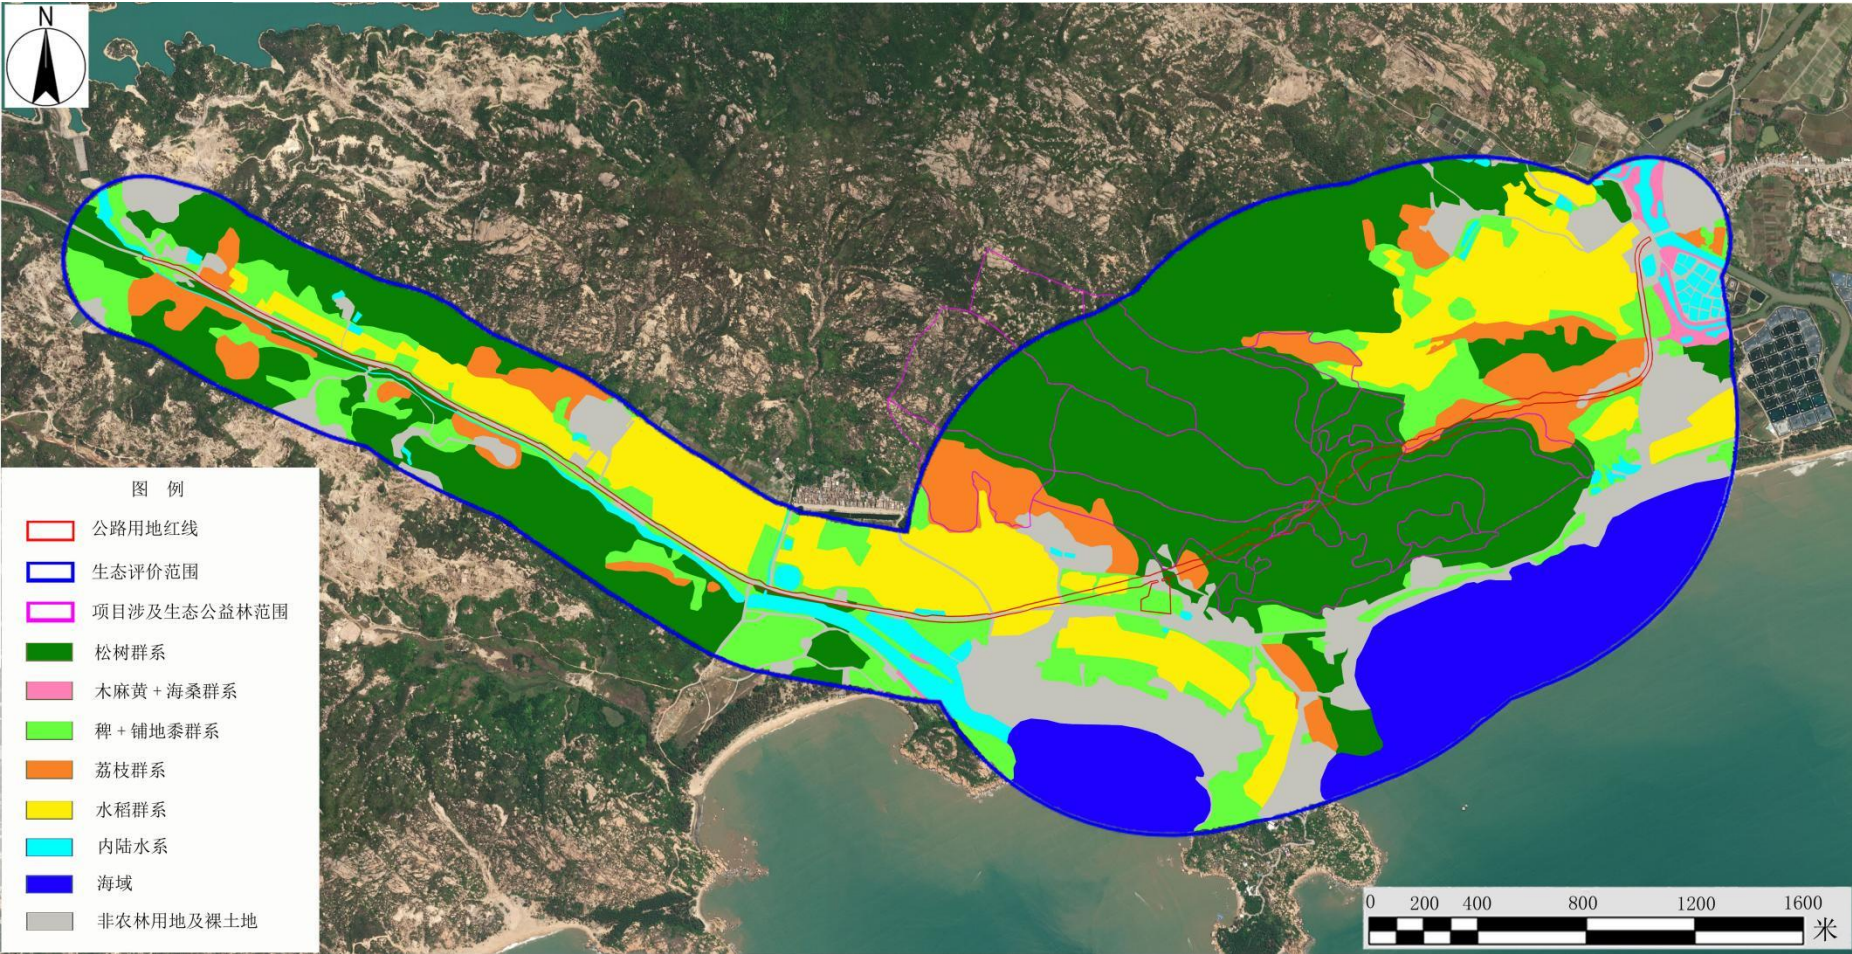 N
图 例
公路用地红线
生态评价范围
项目涉及生态公益林范围
松树群系
木麻黄 + 海桑群系
稗 + 铺地黍群系
荔枝群系
水稻群系
内陆水系
海域
非农林用地及裸土地
0 200 400 800 1200 1600
米